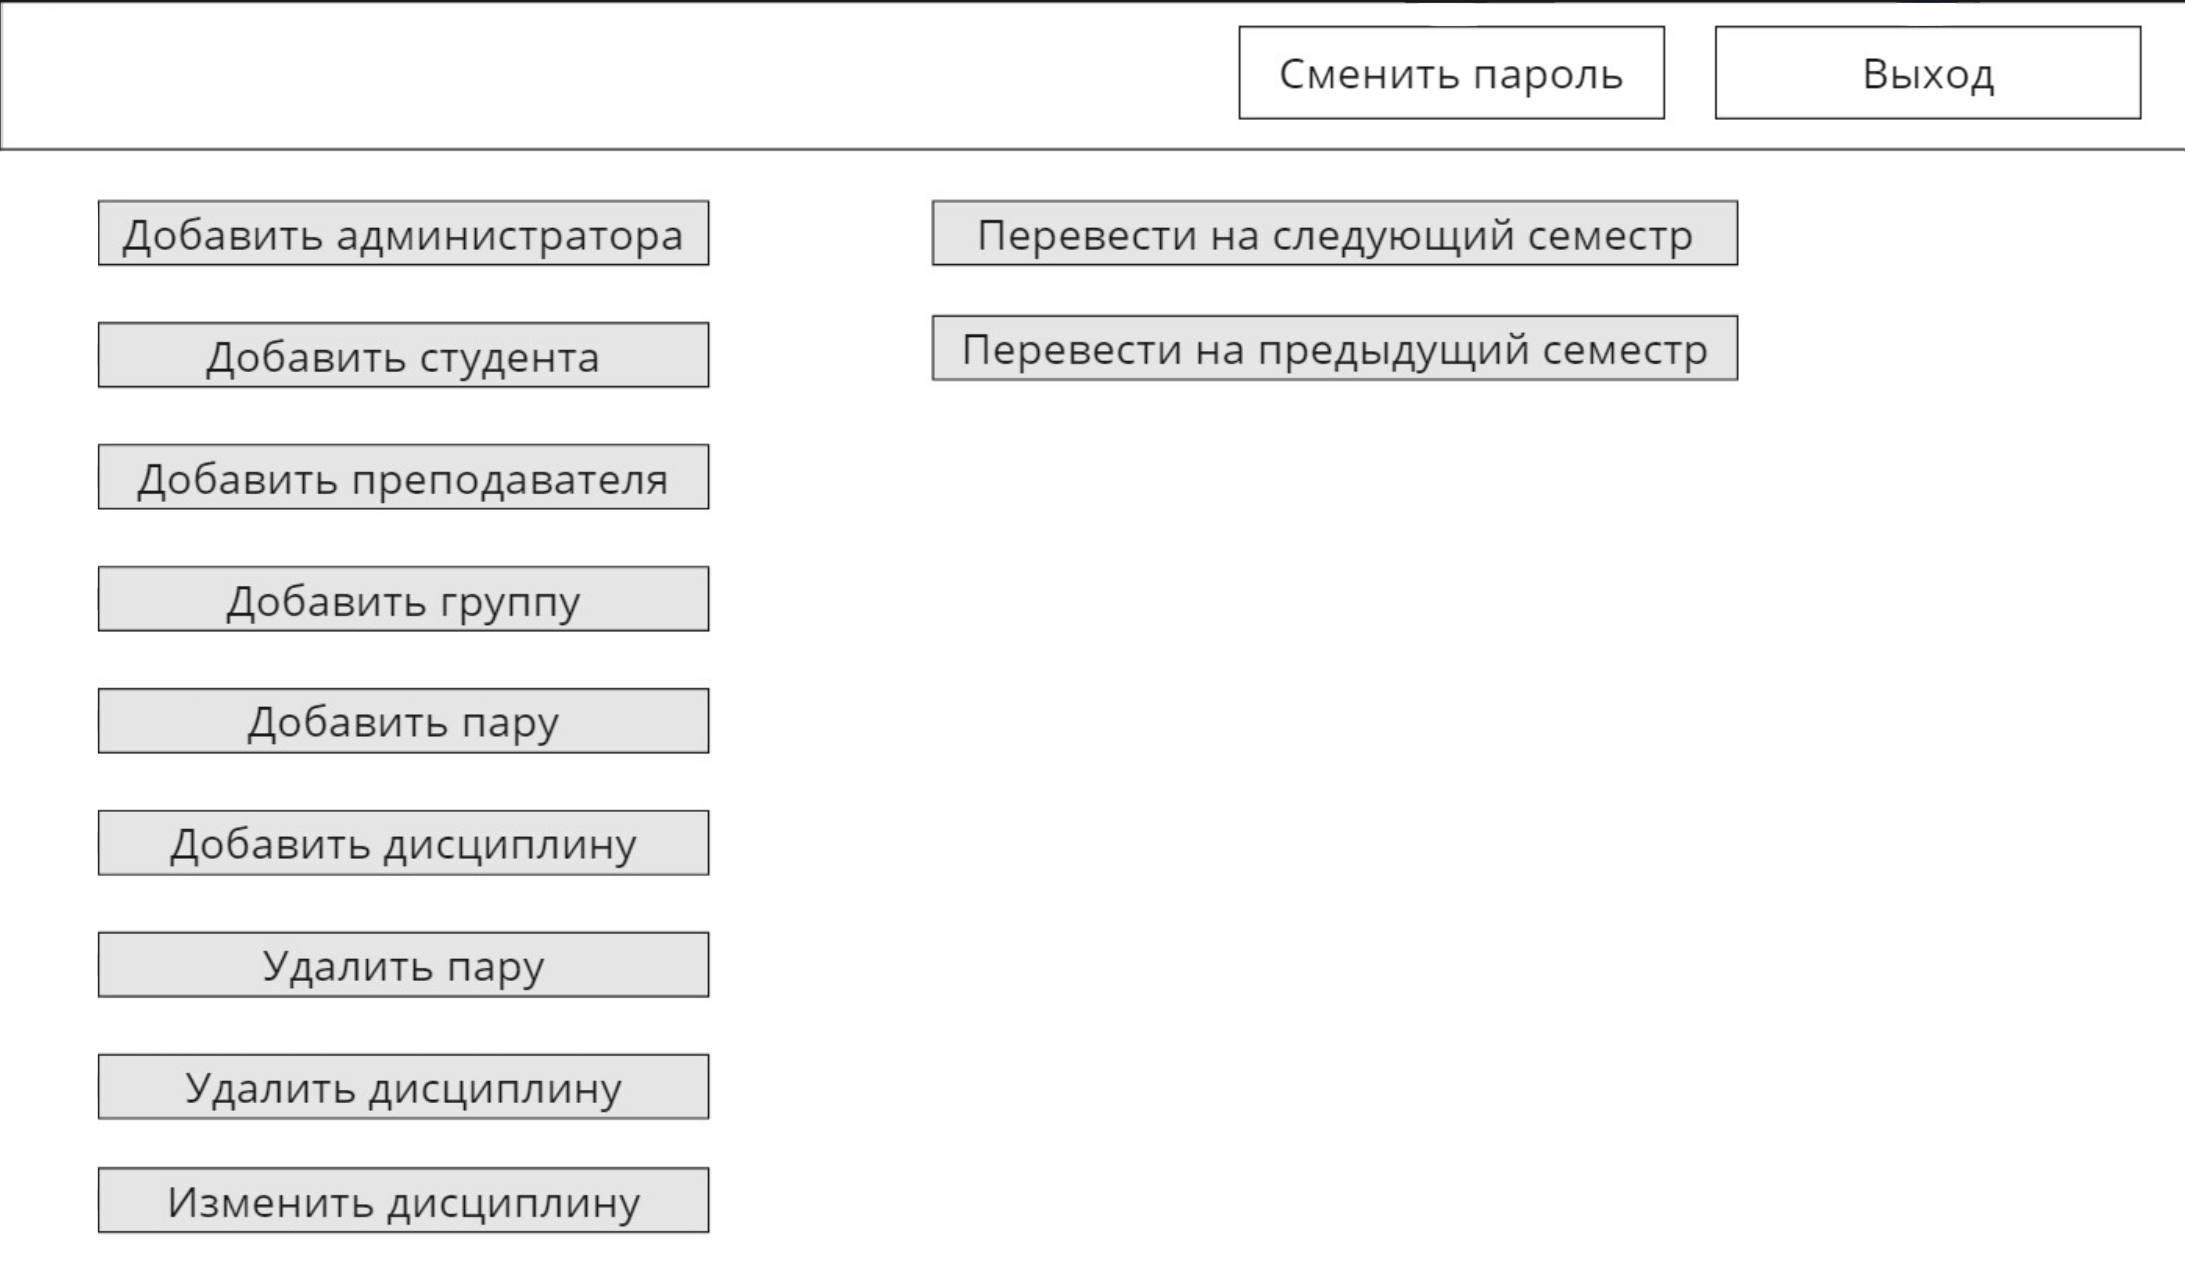 Сменить пароль
Выход
Добавить администратора
Добавить студента
Добавить преподавателя
Добавить группу
Добавить пару
Добавить дисциплину
Удалить пару
Удалить дисциплину
Изменить дисциплину
Перевести на следующий семестр
Перевести на предыдущий семестр